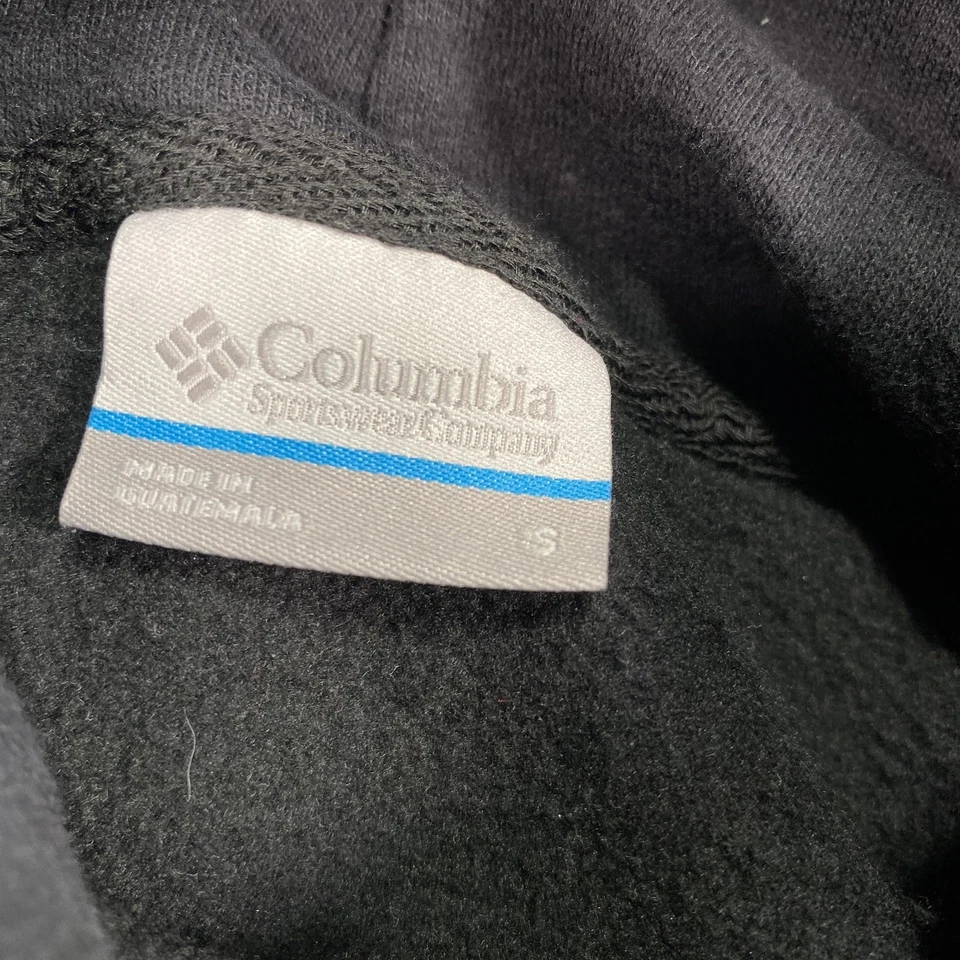 Columbia
Sportswear Company
MADE IN
GUATEMALA
S